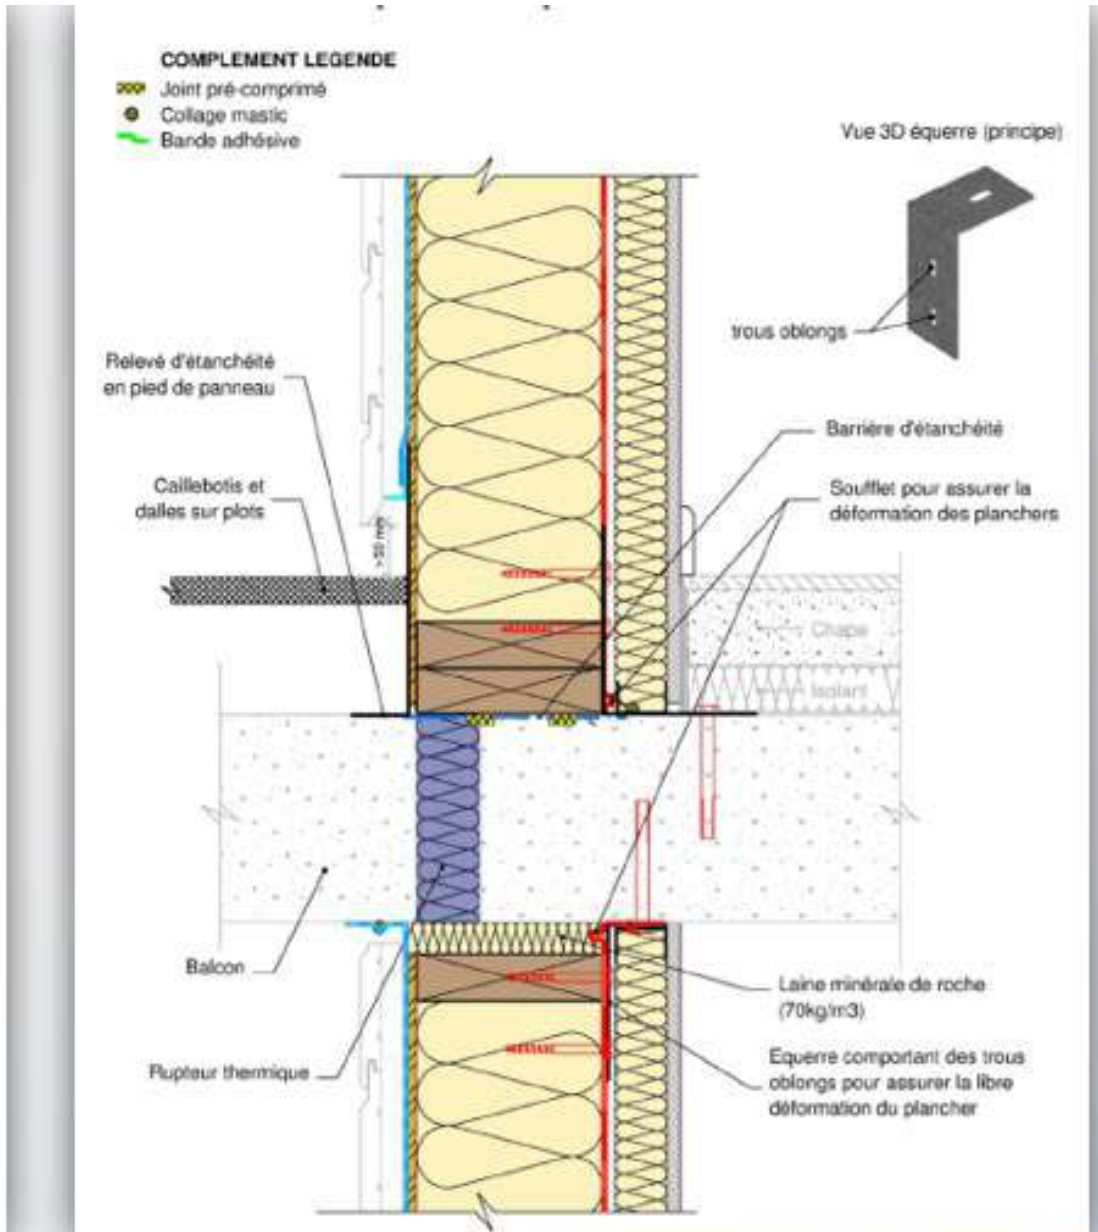 COMPLEMENT LEGENDE
Joint pré-comprimé
Collage mastic
Bande adhésive
Vue 3D équerre (principe)
trous oblongs
Relevé d'étanchéité
en pied de panneau
Barrière d'étanchéité
Caillebotis et
dalles sur plots
Soufflet pour assurer la
déformation des planchers
>50 mm
Chape
Isolant
Balcon
Laine minérale de roche
(70kg/m3)
Rupteur thermique
Equerre comportant des trous
oblongs pour assurer la libre
déformation du plancher